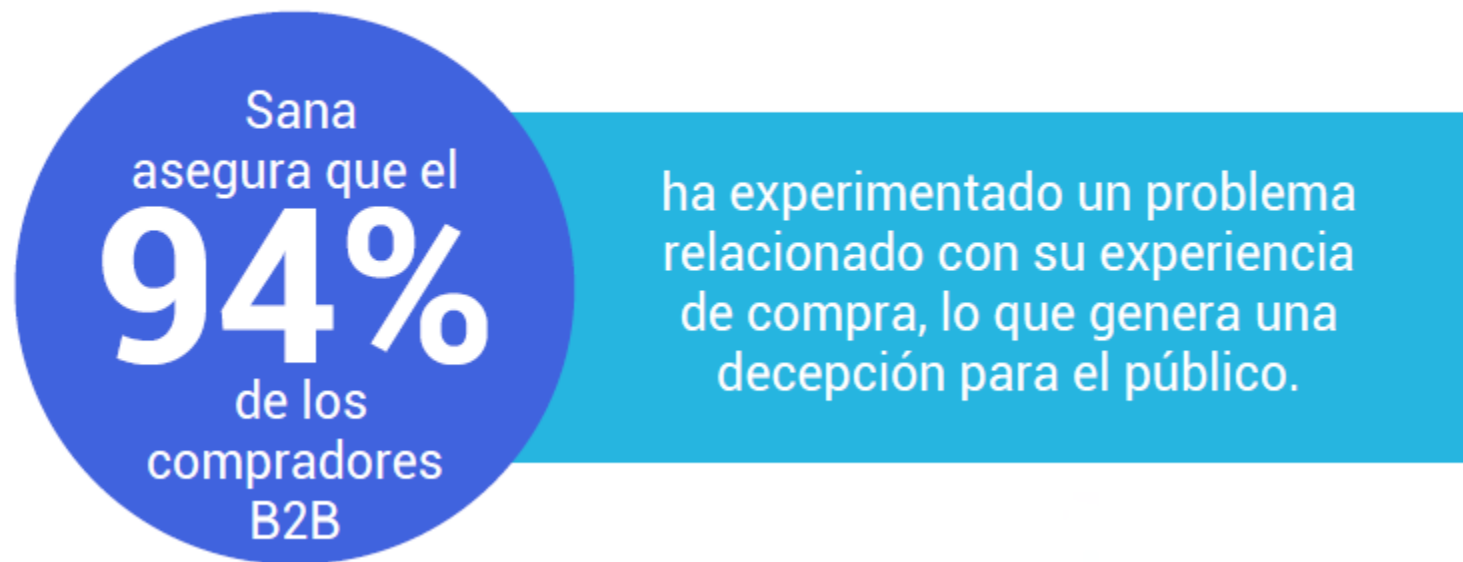 Sana
asegura que el
94%
de los
compradores
B2B
ha experimentado un problema
relacionado con su experiencia
de compra, lo que genera una
decepción para el público.